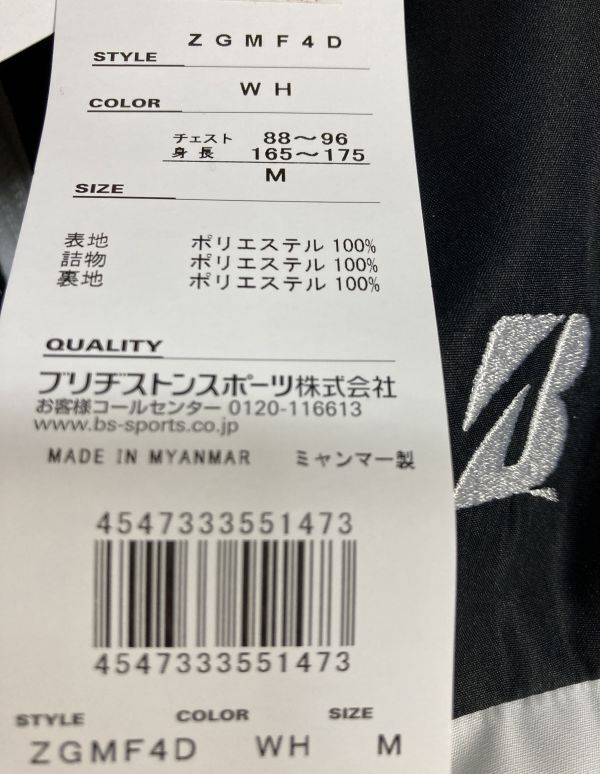 STYLE ZGMF4D
COLOR WH
チェスト 88〜96
身長 165〜175
SIZE M
表地 ポリエステル 100%
詰物 ポリエステル 100%
裏地 ポリエステル 100%
QUALITY
ブリヂストンスポーツ株式会社
お客様コールセンター 0120-116613
www.bs-sports.co.jp
MADE IN MYANMAR ミャンマー製
4547333551473
4547333551473
STYLE COLOR SIZE
ZGMF4D WH M
B